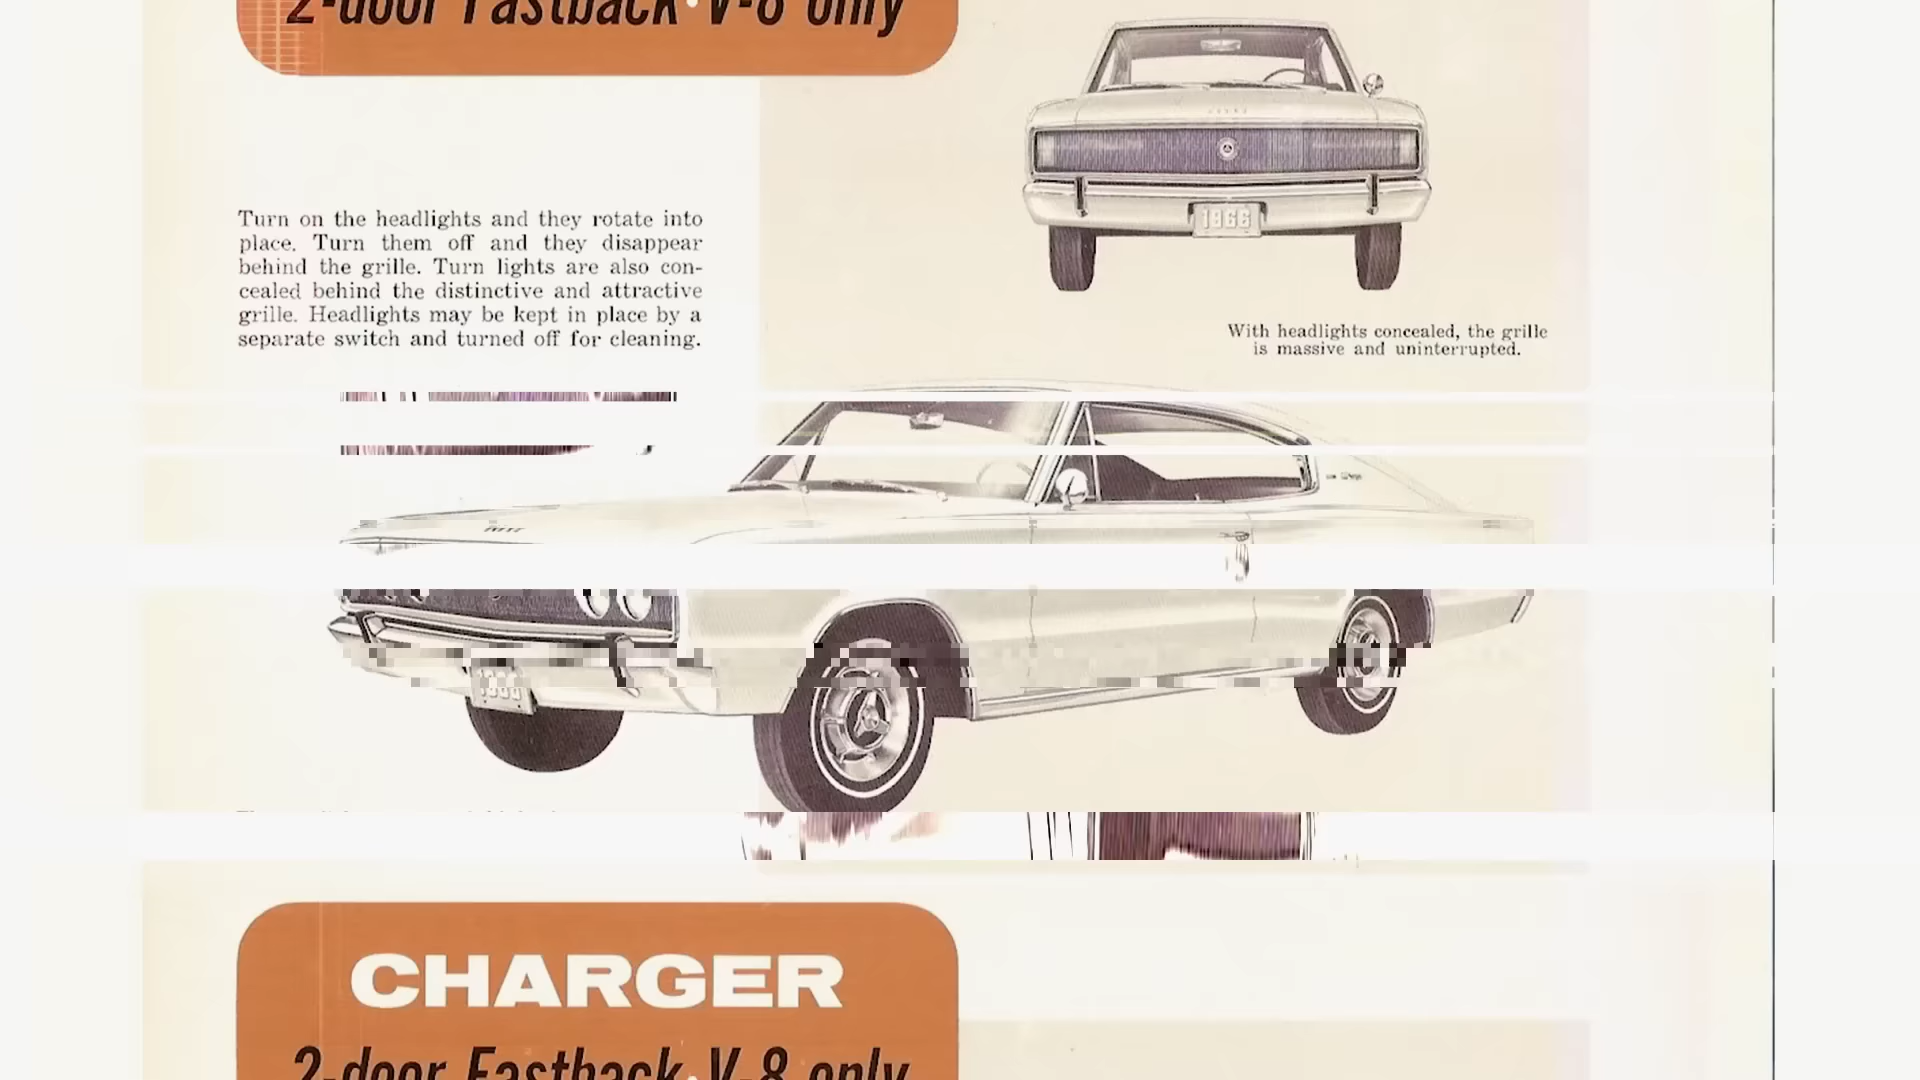 2-door Fastback·V-8 only
Turn on the headlights and they rotate into
place. Turn them off and they disappear
behind the grille. Turn lights are also con-
cealed behind the distinctive and attractive
grille. Headlights may be kept in place by a
separate switch and turned off for cleaning.
1966
With headlights concealed, the grille
is massive and uninterrupted.
CHARGER
2-door Fastback·V-8 only